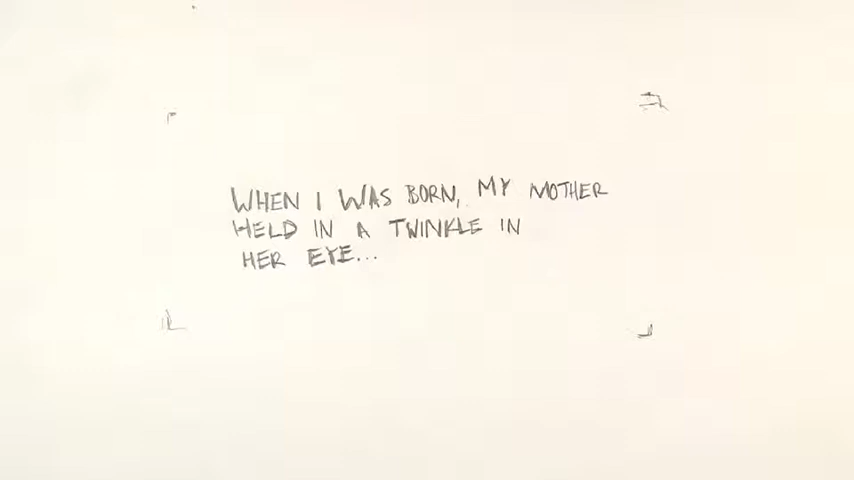 WHEN I WAS BORN, MY MOTHER
HELD IN A TWINKLE IN
HER EYE...